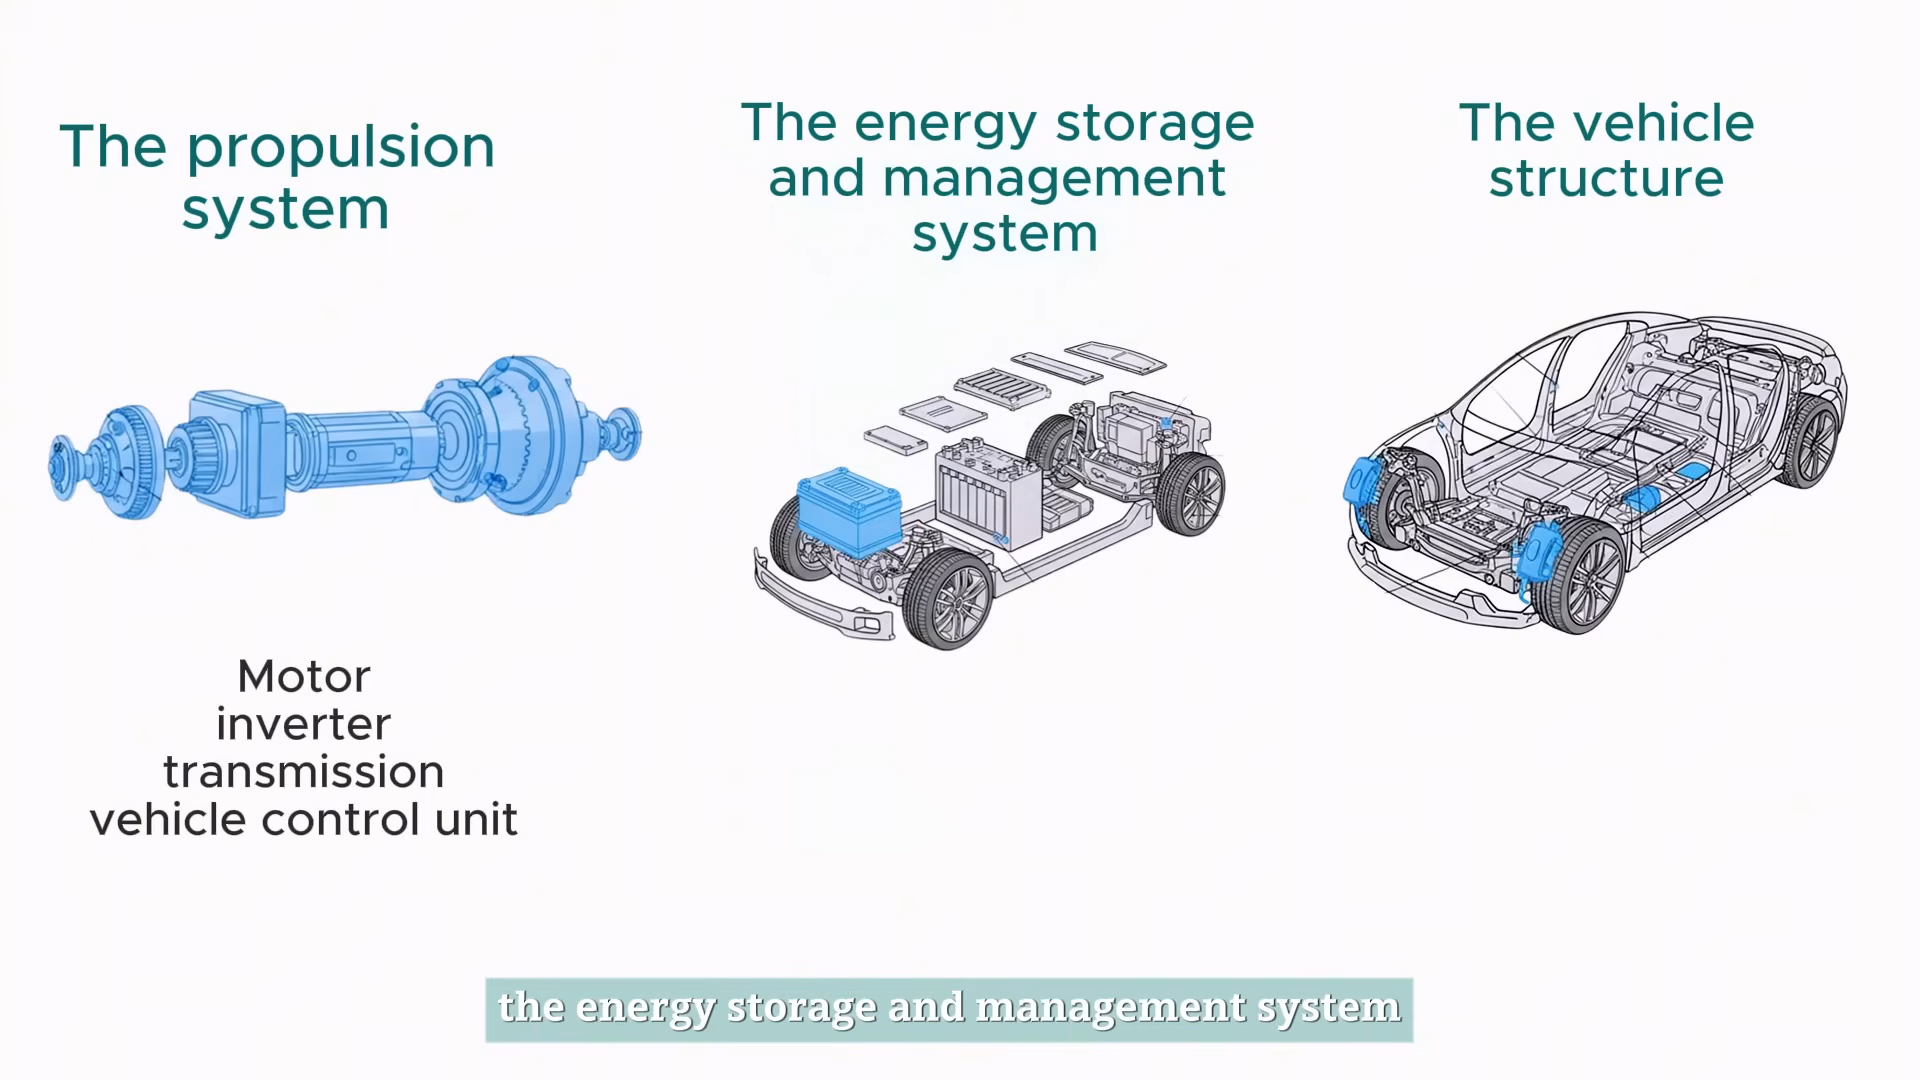 The propulsion
system
The energy storage
and management
system
The vehicle
structure
Motor
inverter
transmission
vehicle control unit
the energy storage and management system